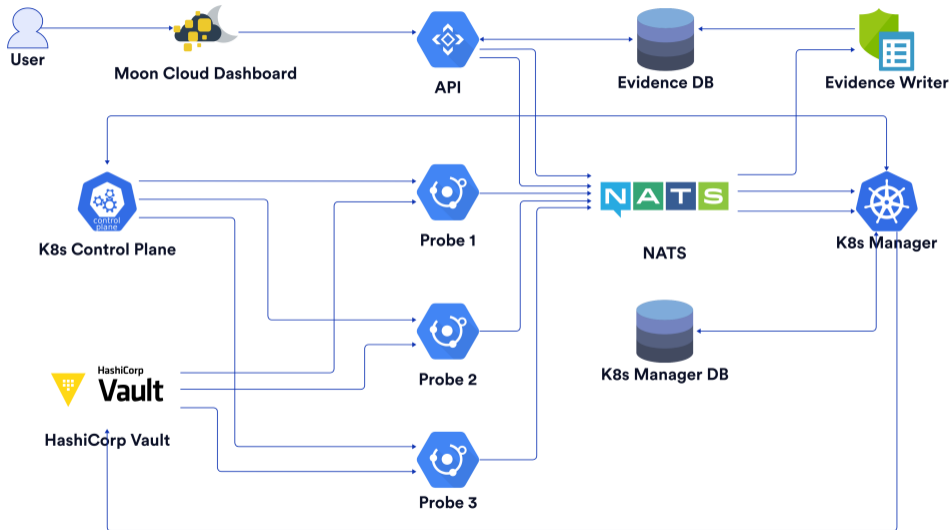 User
Moon Cloud Dashboard
API
Evidence DB
Evidence Writer
control
plane
K8s Control Plane
Probe 1
NATS
NATS
K8s Manager
Probe 2
K8s Manager DB
HashiCorp
Vault
HashiCorp Vault
Probe 3